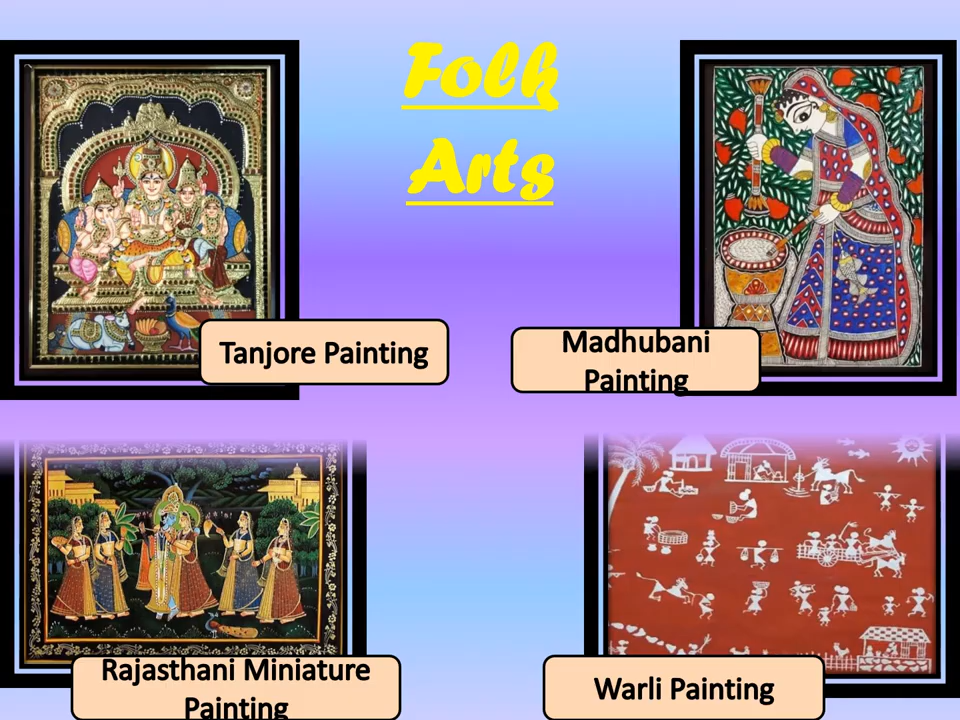 Folk
Arts
Tanjore Painting
Madhubani
Painting
Rajasthani Miniature
Painting
Warli Painting